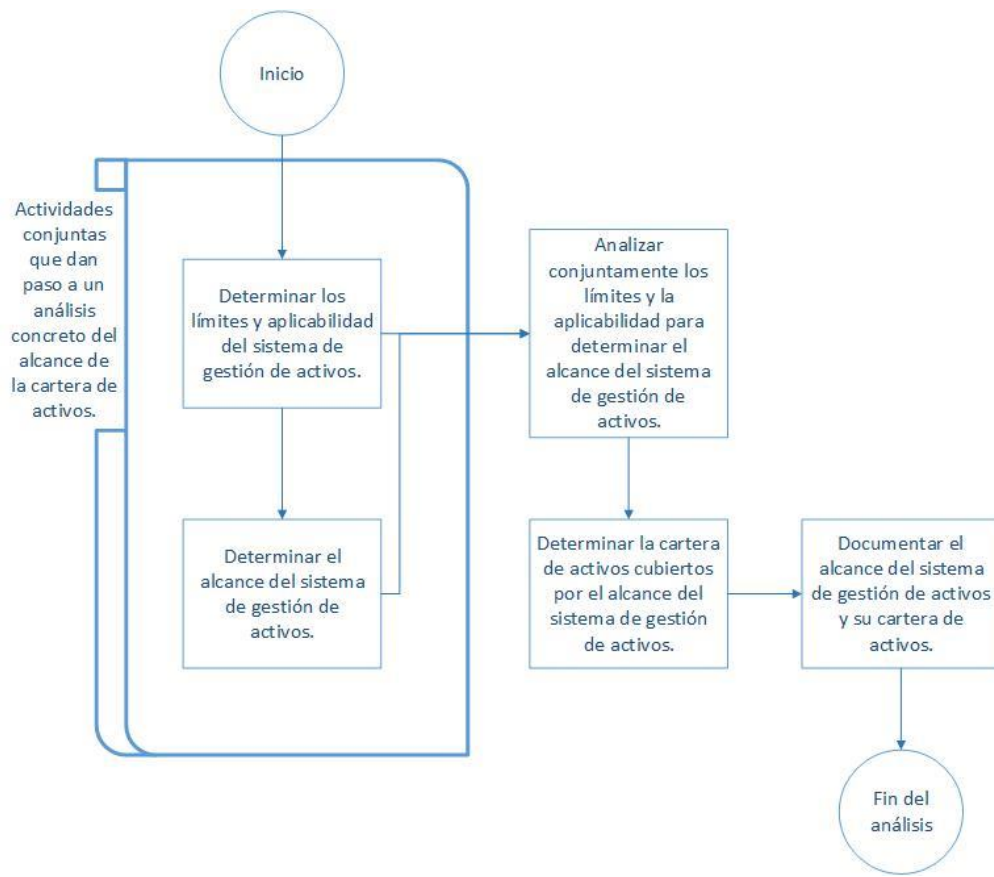 Inicio
Actividades
conjuntas
que dan
paso a un
análisis
concreto del
alcance de
la cartera de
activos.
Determinar los
límites y aplicabilidad
del sistema de
gestión de activos.
Analizar
conjuntamente los
límites y la
aplicabilidad para
determinar el
alcance del sistema
de gestión de
activos.
Determinar el
alcance del sistema
de gestión de
activos.
Determinar la cartera
de activos cubiertos
por el alcance del
sistema de gestión
de activos.
Documentar el
alcance del sistema
de gestión de activos
y su cartera de
activos.
Fin del
análisis